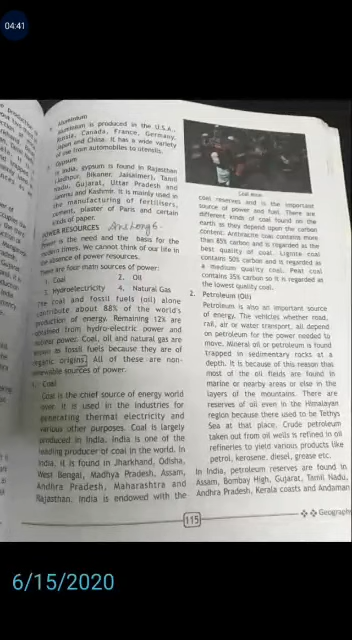 04:41
Aluminium
Aluminium is produced in the U.S.A.,
Russia, Canada, France, Germany,
Japan and China. It has a wide variety
of use from automobiles to utensils.
Gypsum
In India, gypsum is found in Rajasthan
(Jodhpur, Bikaner, Jaisalmer), Tamil
Nadu, Gujarat, Uttar Pradesh and
Jammu and Kashmir. It is mainly used in
the manufacturing of fertilisers,
cement, plaster of Paris and certain
kinds of paper.
POWER RESOURCES
Power is the need and the basis for the
modern times. We cannot think of our life in
the absence of power resources.
There are four main sources of power:
1. Coal 2. Oil
3. Hydroelectricity 4. Natural Gas
The coal and fossil fuels (oil) alone
contribute about 88% of the world's
production of energy. Remaining 12% are
obtained from hydro-electric power and
nuclear power. Coal, oil and natural gas are
known as fossil fuels because they are of
organic origins. All of these are non-
renewable sources of power.
1. Coal
Coal is the chief source of energy world
over. It is used in the industries for
generating thermal electricity and
various other purposes. Coal is largely
produced in India. India is one of the
leading producer of coal in the world. In
India, it is found in Jharkhand, Odisha,
West Bengal, Madhya Pradesh, Assam,
Andhra Pradesh, Maharashtra and
Rajasthan. India is endowed with the
Coal mine
coal reserves and is the important
source of power and fuel. There are
different kinds of coal found on the
earth as they depend upon the carbon
content. Antracite coal contains more
than 85% carbon and is regarded as the
best quality of coal. Lignite coal
contains 50% carbon and is regarded as
a medium quality coal. Peat coal
contains 35% carbon so it is regarded as
the lowest quality coal.
2. Petroleum (Oil)
Petroleum is also an important source
of energy. The vehicles whether road,
rail, air or water transport, all depend
on petroleum for the power needed to
move. Mineral oil or petroleum is found
trapped in sedimentary rocks at a
depth. It is because of this reason that
most of the oil fields are found in
marine or nearby areas or else in the
layers of the mountains. There are
reserves of oil even in the Himalayan
region because there used to be Tethys
Sea at that place. Crude petroleum
taken out from oil wells is refined in oil
refineries to yield various products like
petrol, kerosene, diesel, grease etc.
In India, petroleum reserves are found in
Assam, Bombay High, Gujarat, Tamil Nadu,
Andhra Pradesh, Kerala coasts and Andaman
115
Geograph
6/15/2020